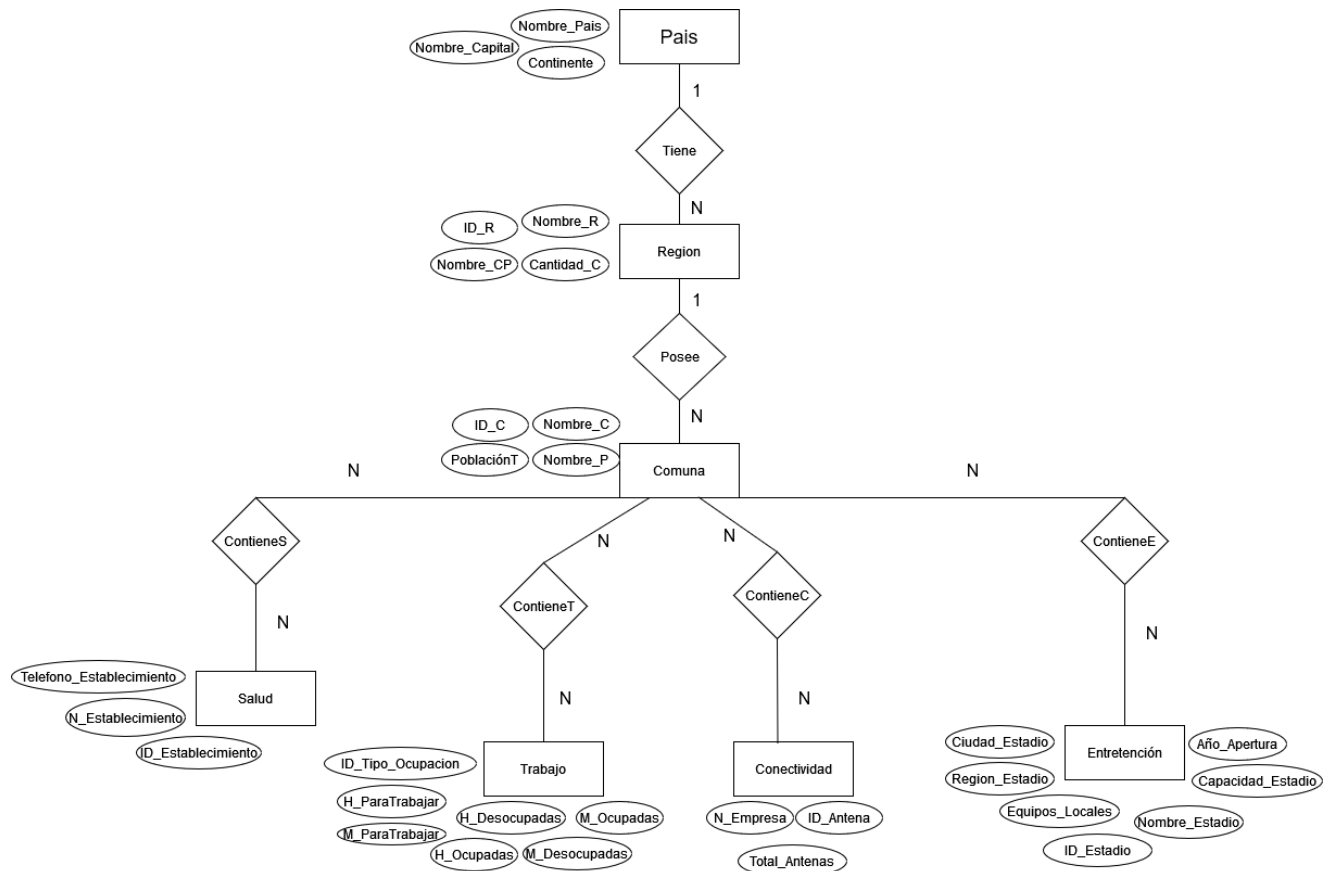 Nombre_Pais
Pais
Nombre_Capital
Continente
1
Tiene
N
ID_R
Nombre_R
Region
Nombre_CP
Cantidad_C
1
Posee
N
ID_C
Nombre_C
PoblaciónT
Nombre_P
Comuna
N
N
N
N
ContieneS
ContieneT
ContieneC
ContieneE
N
N
N
N
Telefono_Establecimiento
Salud
N_Establecimiento
ID_Establecimiento
ID_Tipo_Ocupacion
Trabajo
H_ParaTrabajar
M_ParaTrabajar
H_Desocupadas
M_Ocupadas
H_Ocupadas
M_Desocupadas
Conectividad
N_Empresa
ID_Antena
Total_Antenas
Ciudad_Estadio
Entretención
Año_Apertura
Region_Estadio
Capacidad_Estadio
Equipos_Locales
Nombre_Estadio
ID_Estadio